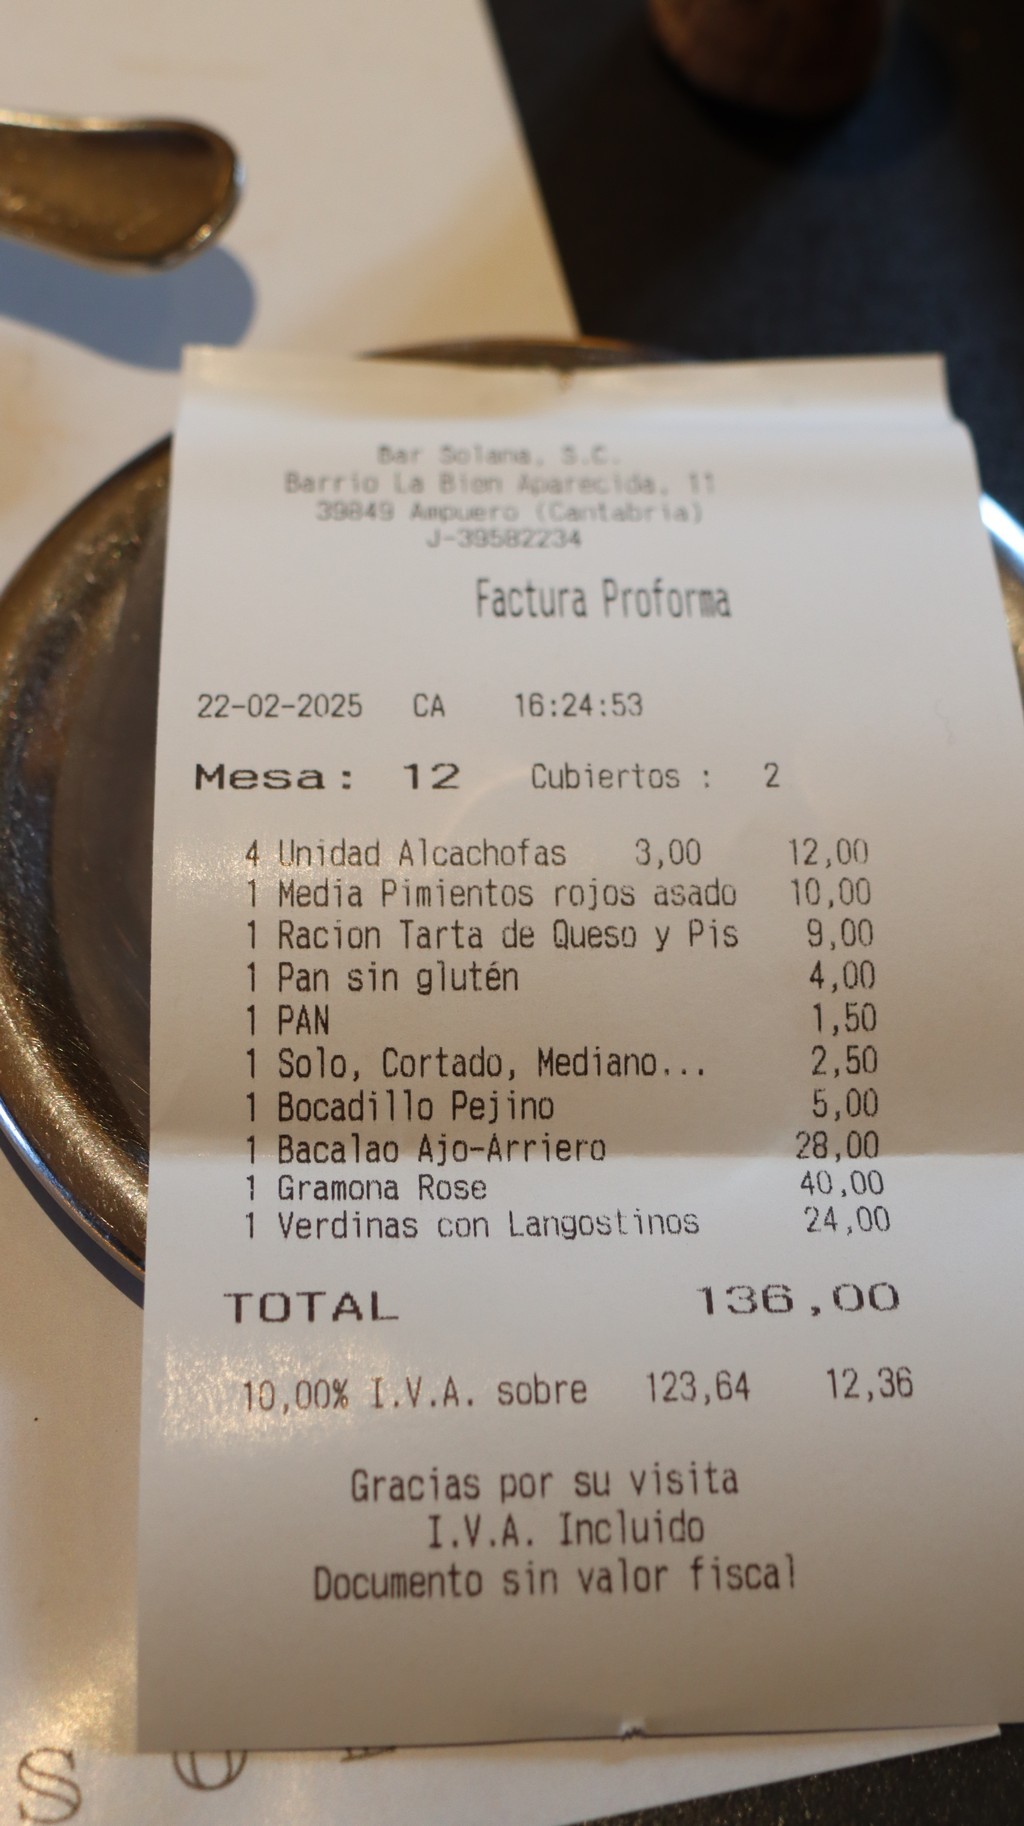 Bar Solana, S.C.
Barrio La Bien Aparecida, 11
39849 Ampuero (Cantabria)
J-39582234
Factura Proforma
22-02-2025 CA 16:24:53
Mesa: 12 Cubiertos : 2
4 Unidad Alcachofas 3,00 12,00
1 Media Pimientos rojos asado 10,00
1 Racion Tarta de Queso y Pis 9,00
1 Pan sin glutén 4,00
1 PAN 1,50
1 Solo, Cortado, Mediano... 2,50
1 Bocadillo Pejino 5,00
1 Bacalao Ajo-Arriero 28,00
1 Gramona Rose 40,00
1 Verdinas con Langostinos 24,00
TOTAL 136,00
10,00% I.V.A. sobre 123,64 12,36
Gracias por su visita
I.V.A. Incluido
Documento sin valor fiscal